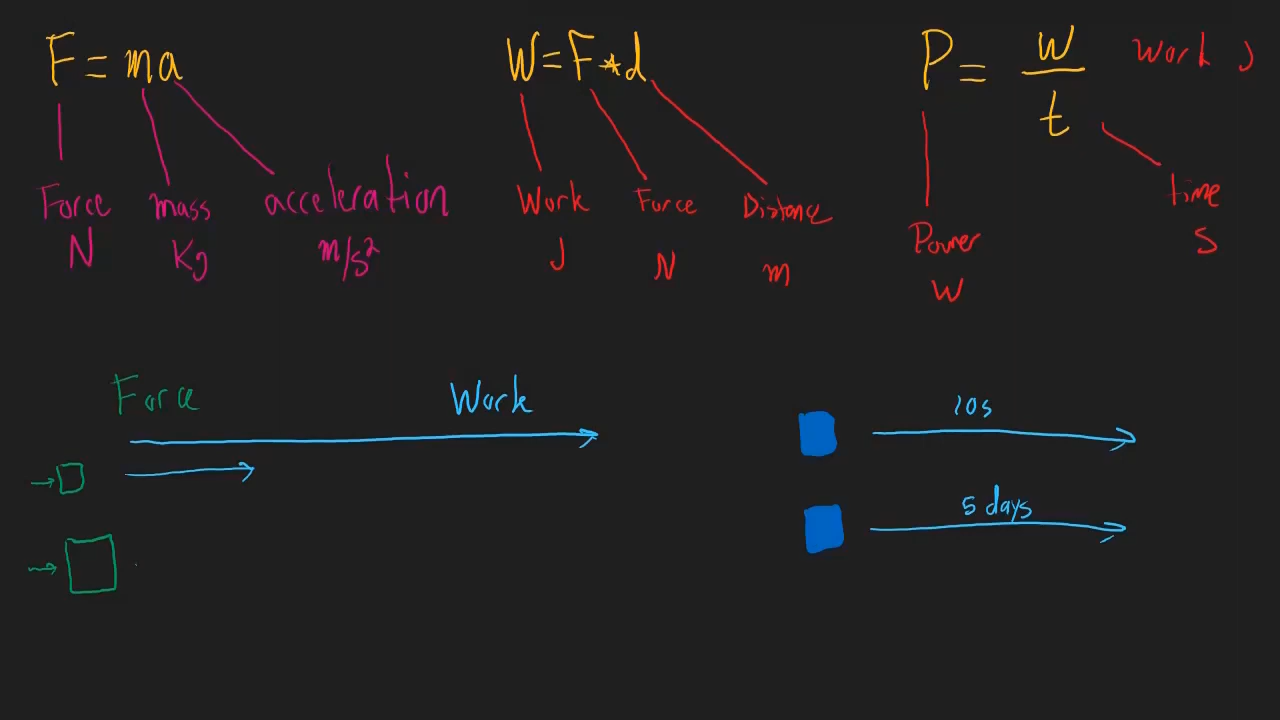 F = ma
Force mass acceleration
N Kg m/s²
W = F * d
Work Force Distance
J N m
P = W / t
Work J
time
S
Power
W
Force
Work
10s
5 days